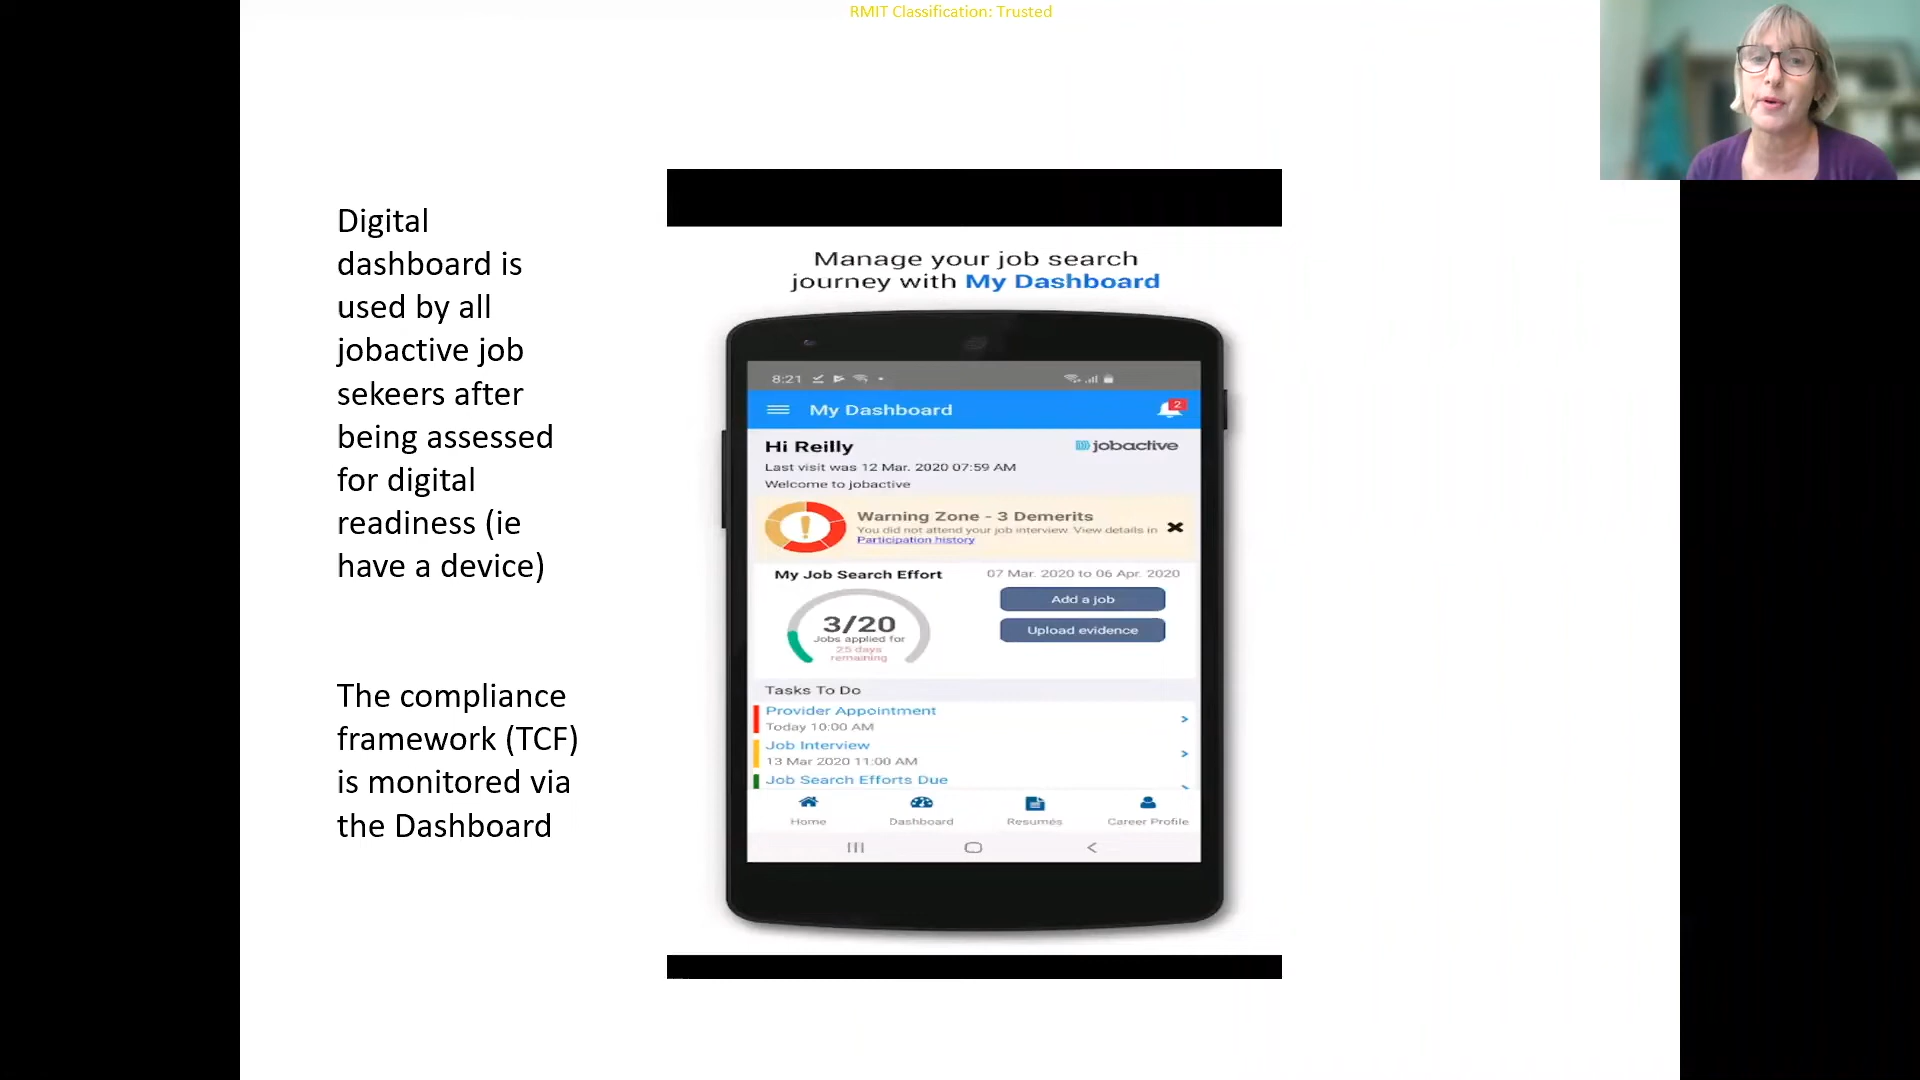 RMIT Classification: Trusted
Digital
dashboard is
used by all
jobactive job
sekeers after
being assessed
for digital
readiness (ie
have a device)
The compliance
framework (TCF)
is monitored via
the Dashboard
Manage your job search
journey with My Dashboard
8:21
My Dashboard
2
Hi Reilly
jobactive
Last visit was 12 Mar. 2020 07:59 AM
Welcome to jobactive
Warning Zone - 3 Demerits
You did not attend your job interview. View details in
Participation history
My Job Search Effort
07 Mar. 2020 to 06 Apr. 2020
3/20
Jobs applied for
25 days
remaining
Add a job
Upload evidence
Tasks To Do
Provider Appointment
Today 10:00 AM
Job Interview
13 Mar 2020 11:00 AM
Job Search Efforts Due
Home
Dashboard
Resumés
Career Profile